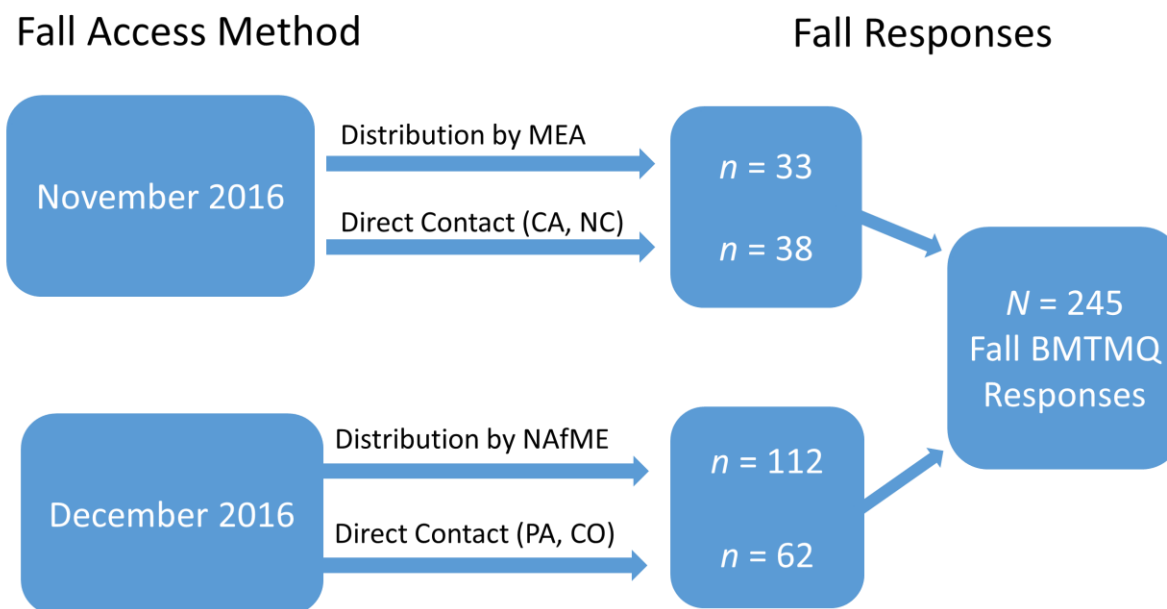 Fall Access Method
Fall Responses
November 2016
Distribution by MEA
Direct Contact (CA, NC)
n = 33
n = 38
N = 245
Fall BMTMQ
Responses
December 2016
Distribution by NAfME
Direct Contact (PA, CO)
n = 112
n = 62